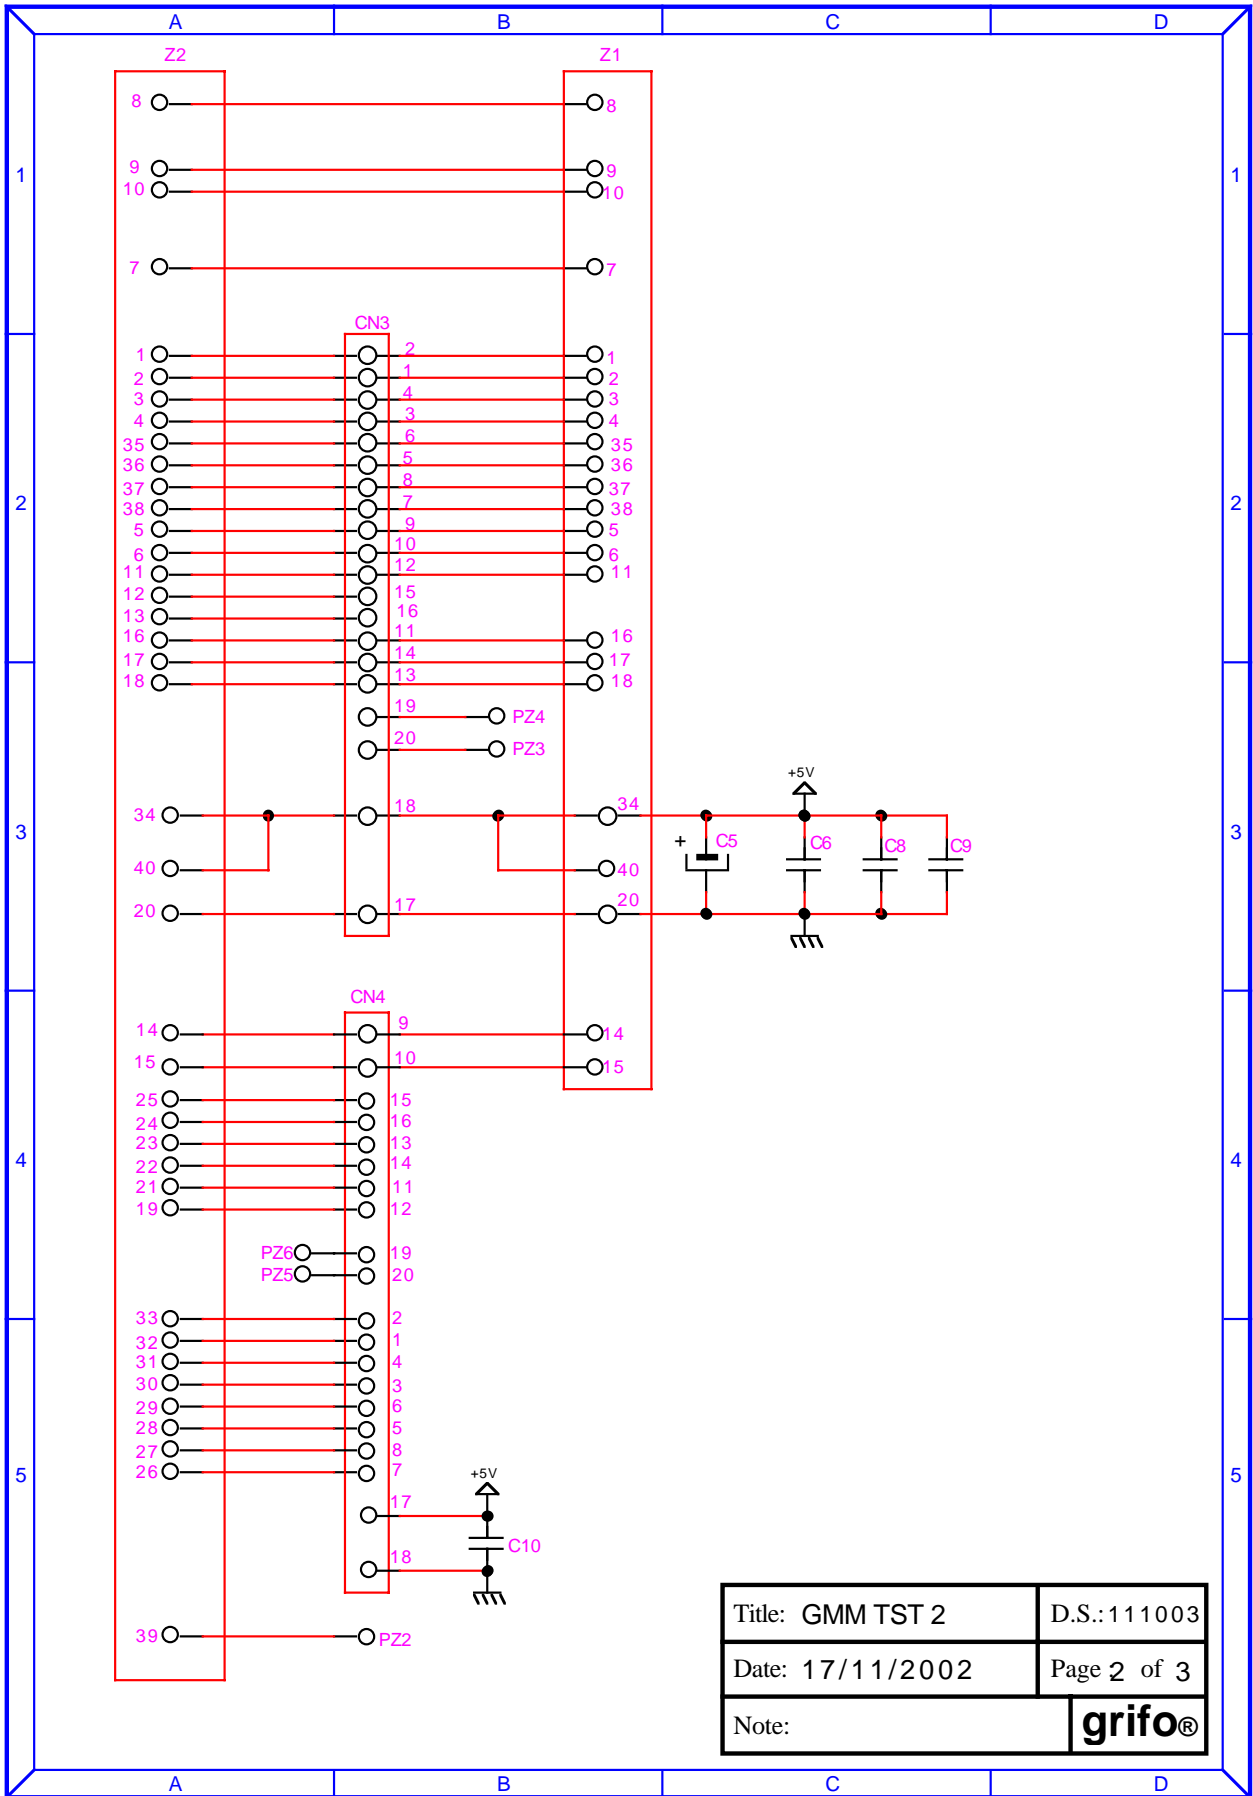 A B C D
Z2 Z1
8 8
1 1
9 9
10 10
7 7
CN3
1 2 1
2 1 2
3 4 3
4 3 4
35 6 35
36 5 36
37 8 37
2 2
38 7 38
5 9 5
6 10 6
11 12 11
12 15
13 16
16 11 16
17 14 17
18 13 18
19 PZ4
20 PZ3
+5V
34 18 34
3 3
+ C5 C6 C8 C9
40 40
20 17 20
CN4
14 9 14
15 10 15
25 15
24 16
23 13
4 4
22 14
21 11
19 12
PZ6 19
PZ5 20
33 2
32 1
31 4
30 3
29 6
28 5
27 8
26 7
5 5
+5V
17
C10
18
39 PZ2
Title: GMM TST 2 D.S.:111003
Date: 17/11/2002 Page 2 of 3
Note: grifo®
A B C D